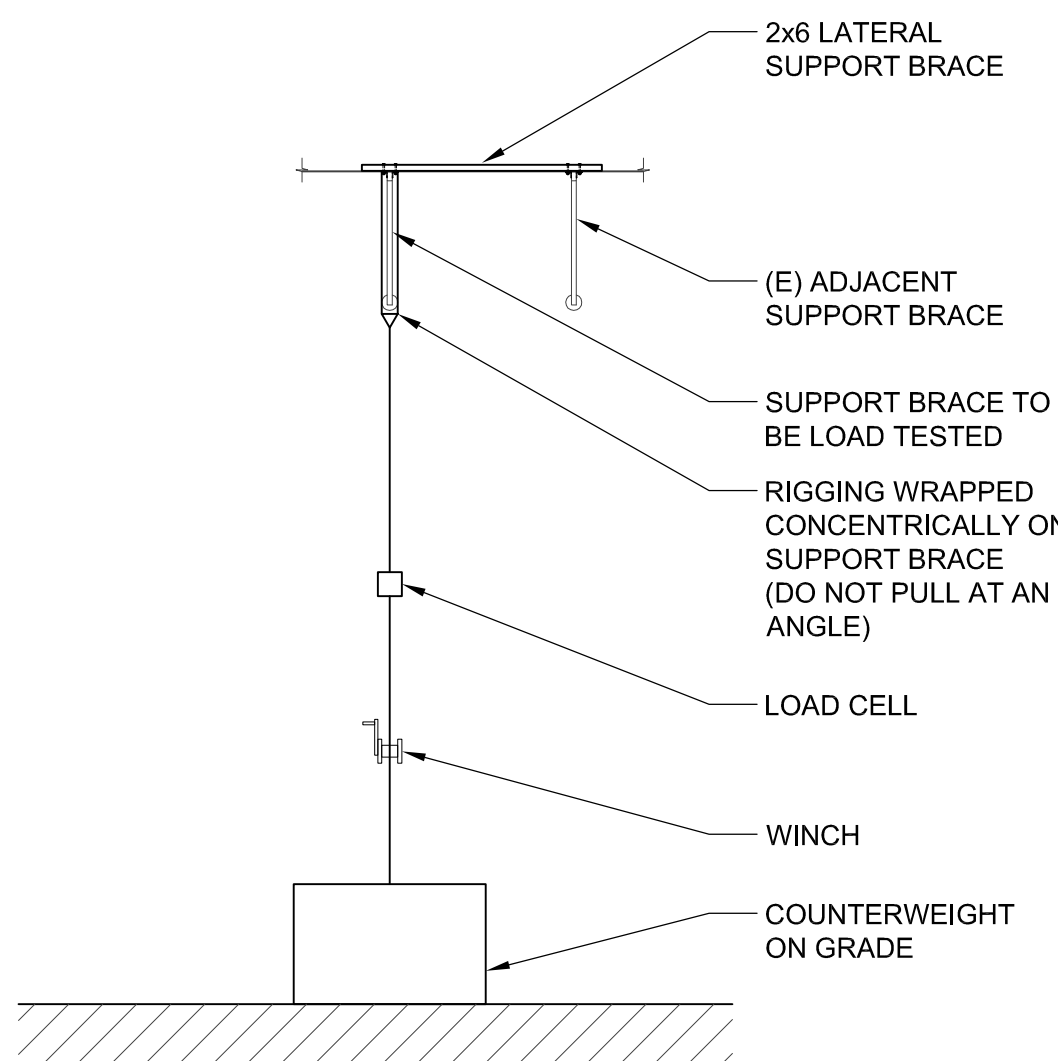 2x6 LATERAL
SUPPORT BRACE
(E) ADJACENT
SUPPORT BRACE
SUPPORT BRACE TO
BE LOAD TESTED
RIGGING WRAPPED
CONCENTRICALLY ON
SUPPORT BRACE
(DO NOT PULL AT AN
ANGLE)
LOAD CELL
WINCH
COUNTERWEIGHT
ON GRADE